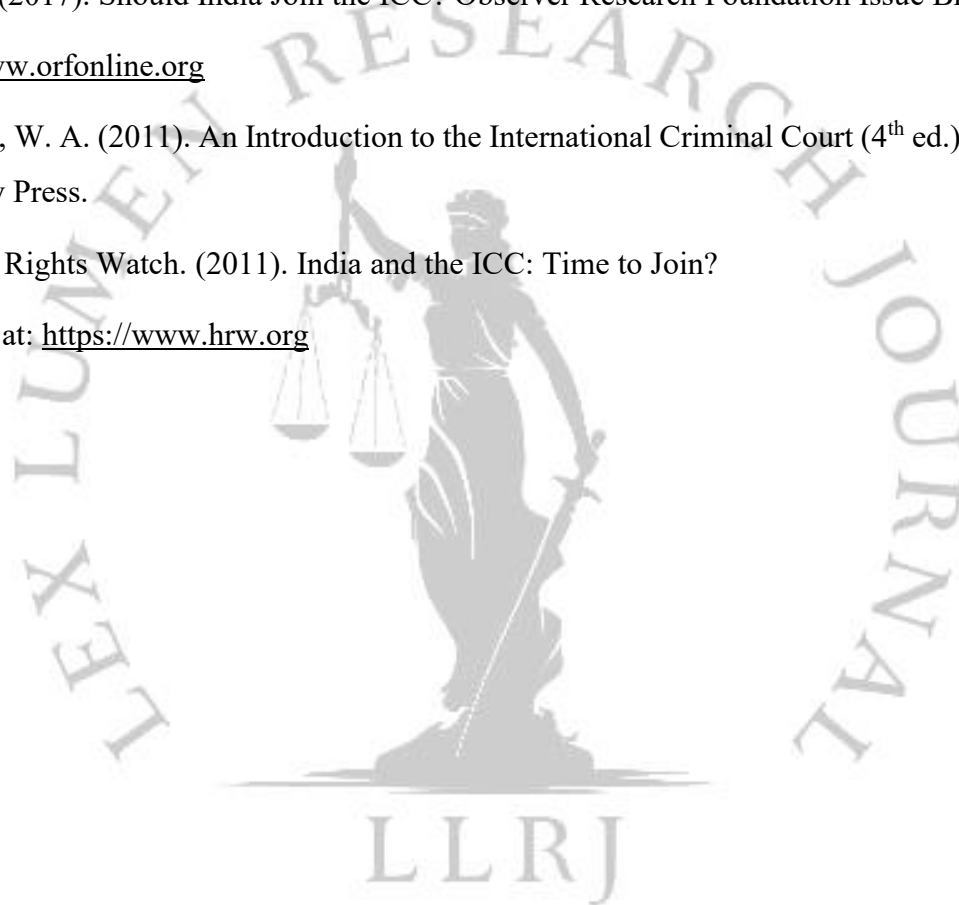 (2017). Should India Join the ICC? Observer Research Foundation Issue
ww.orfonline.org
, W. A. (2011). An Introduction to the International Criminal Court (4th ed.)
y Press.
Rights Watch. (2011). India and the ICC: Time to Join?
at: https://www.hrw.org
LEX LUMEN RESEARCH JOURNAL
LLRJ